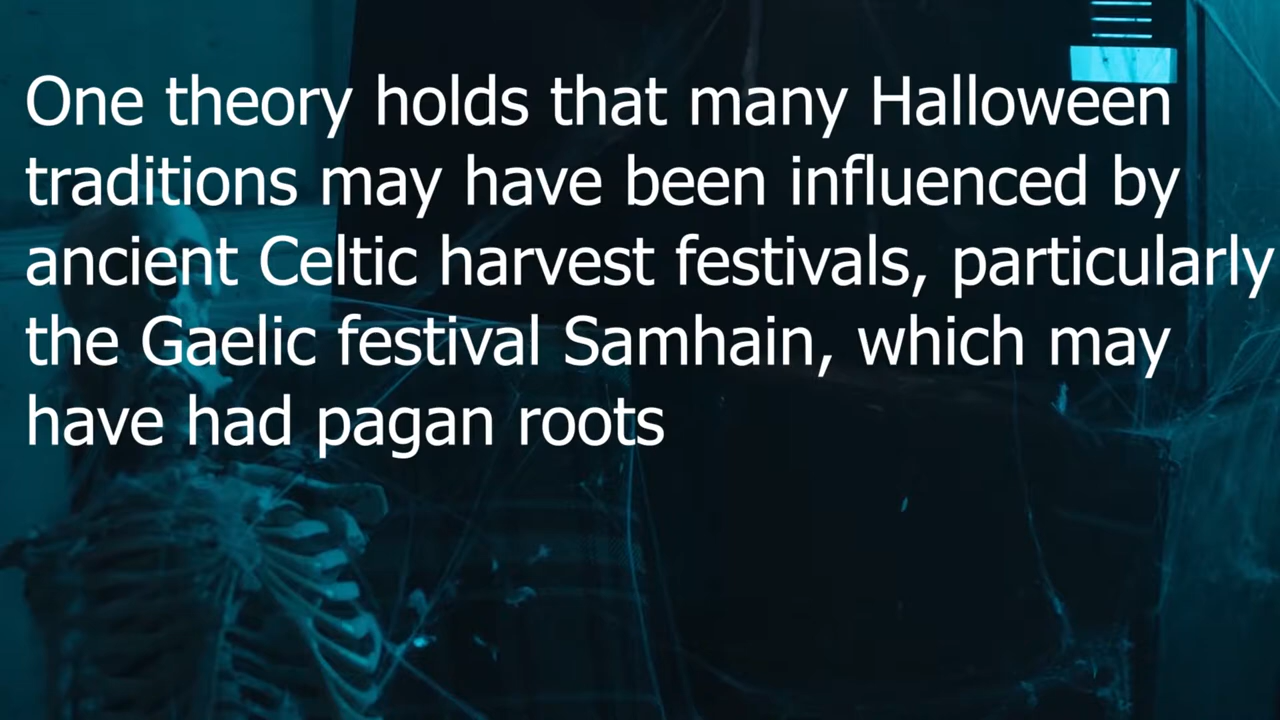 One theory holds that many Halloween
traditions may have been influenced by
ancient Celtic harvest festivals, particularly
the Gaelic festival Samhain, which may
have had pagan roots